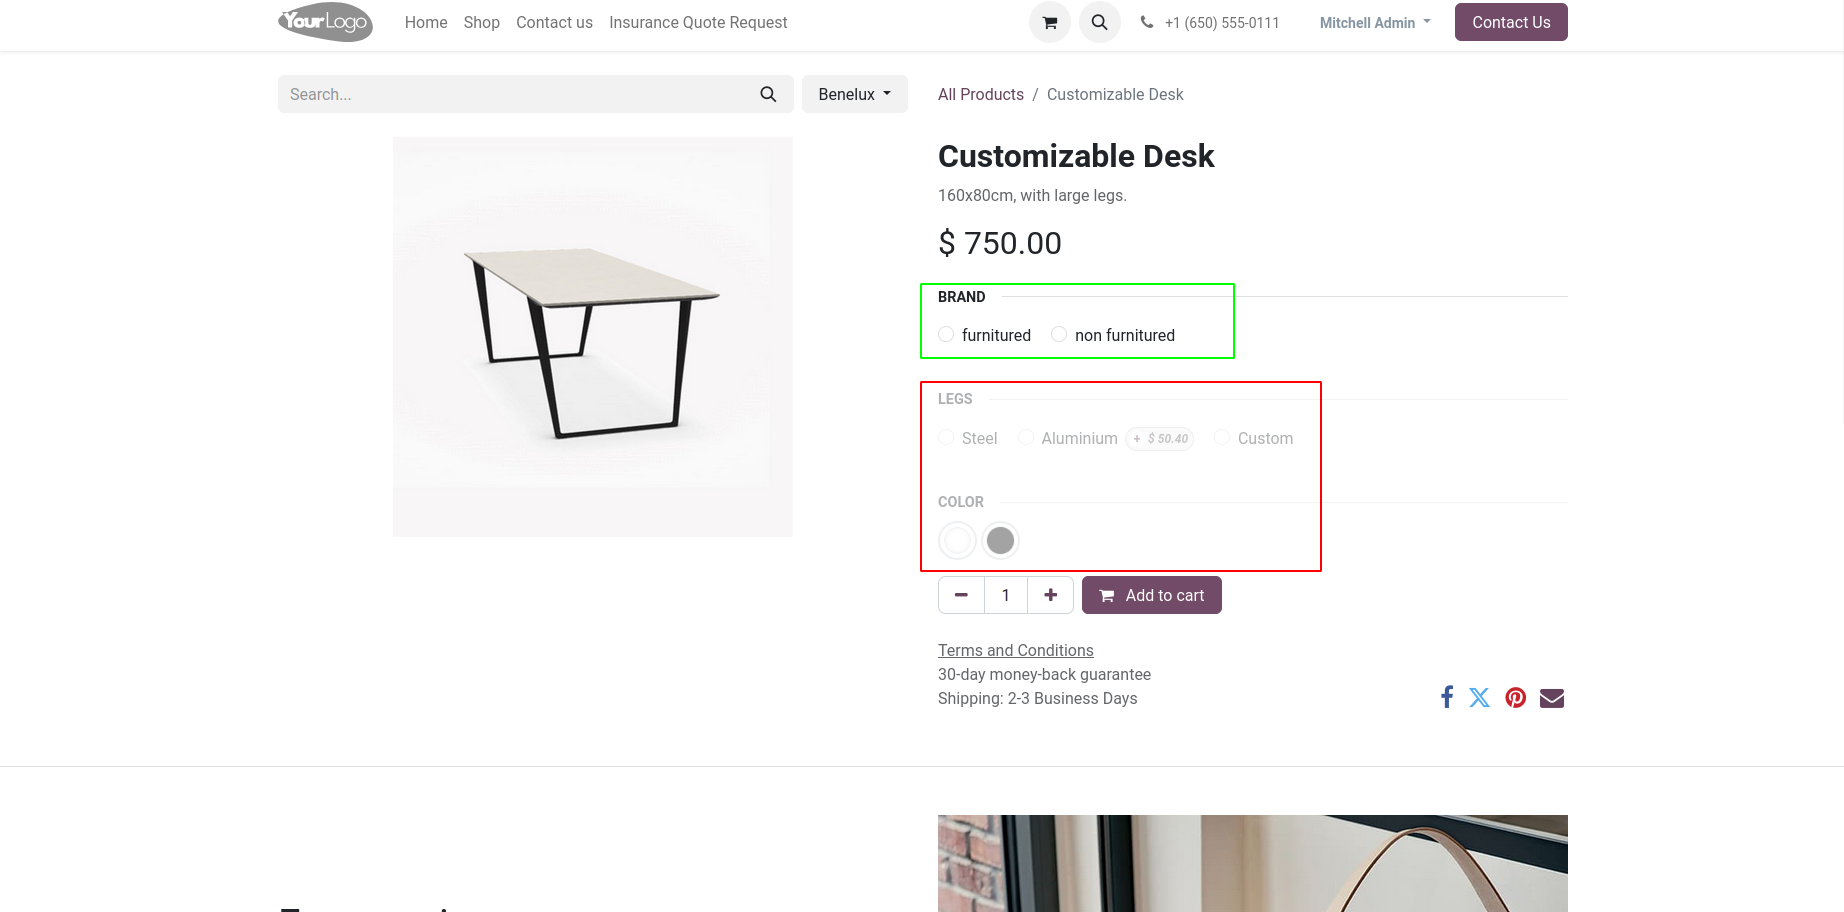 YourLogo
Home
Shop
Contact us
Insurance Quote Request
+1 (650) 555-0111
Mitchell Admin
Contact Us
Search...
Benelux
All Products / Customizable Desk
Customizable Desk
160x80cm, with large legs.
$ 750.00
BRAND
furnitured
non furnitured
LEGS
Steel
Aluminium
+ $ 50.40
Custom
COLOR
1
Add to cart
Terms and Conditions
30-day money-back guarantee
Shipping: 2-3 Business Days